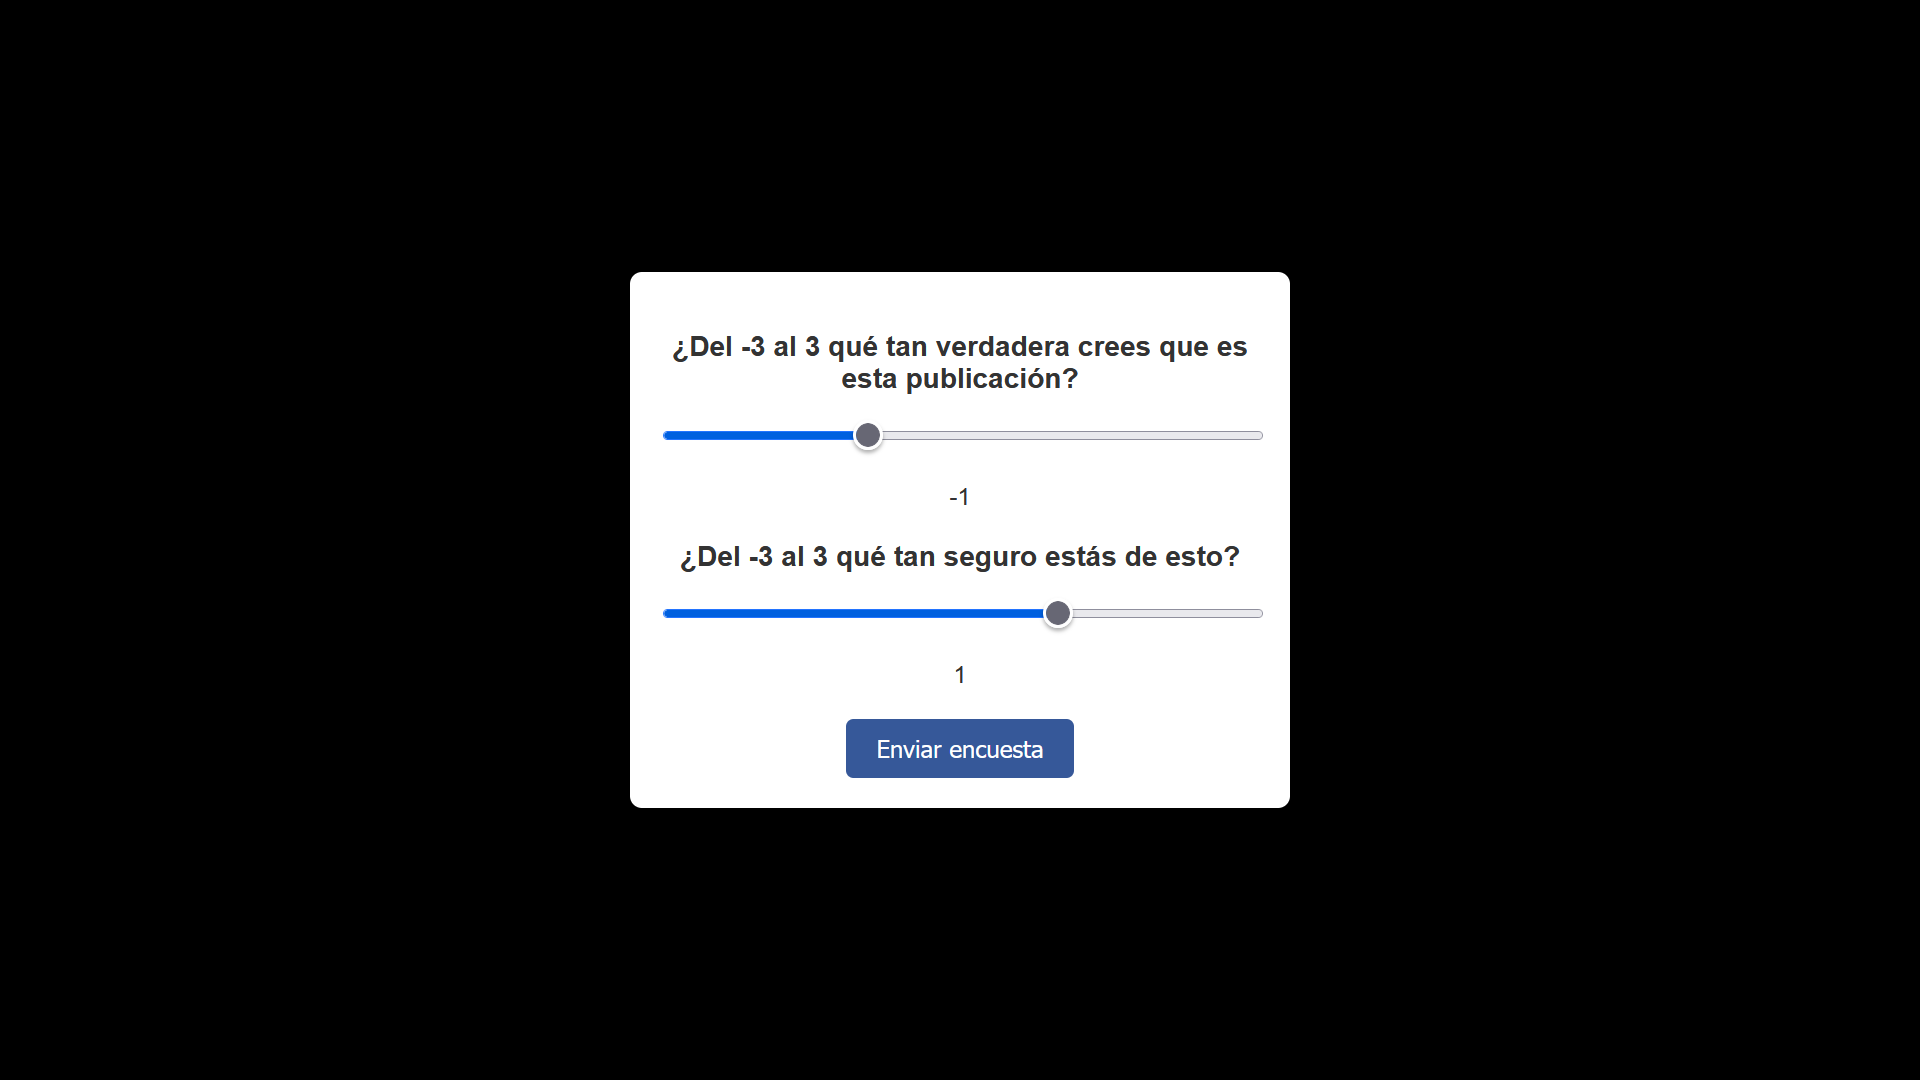 ¿Del -3 al 3 qué tan verdadera crees que es
esta publicación?
-1
¿Del -3 al 3 qué tan seguro estás de esto?
1
Enviar encuesta